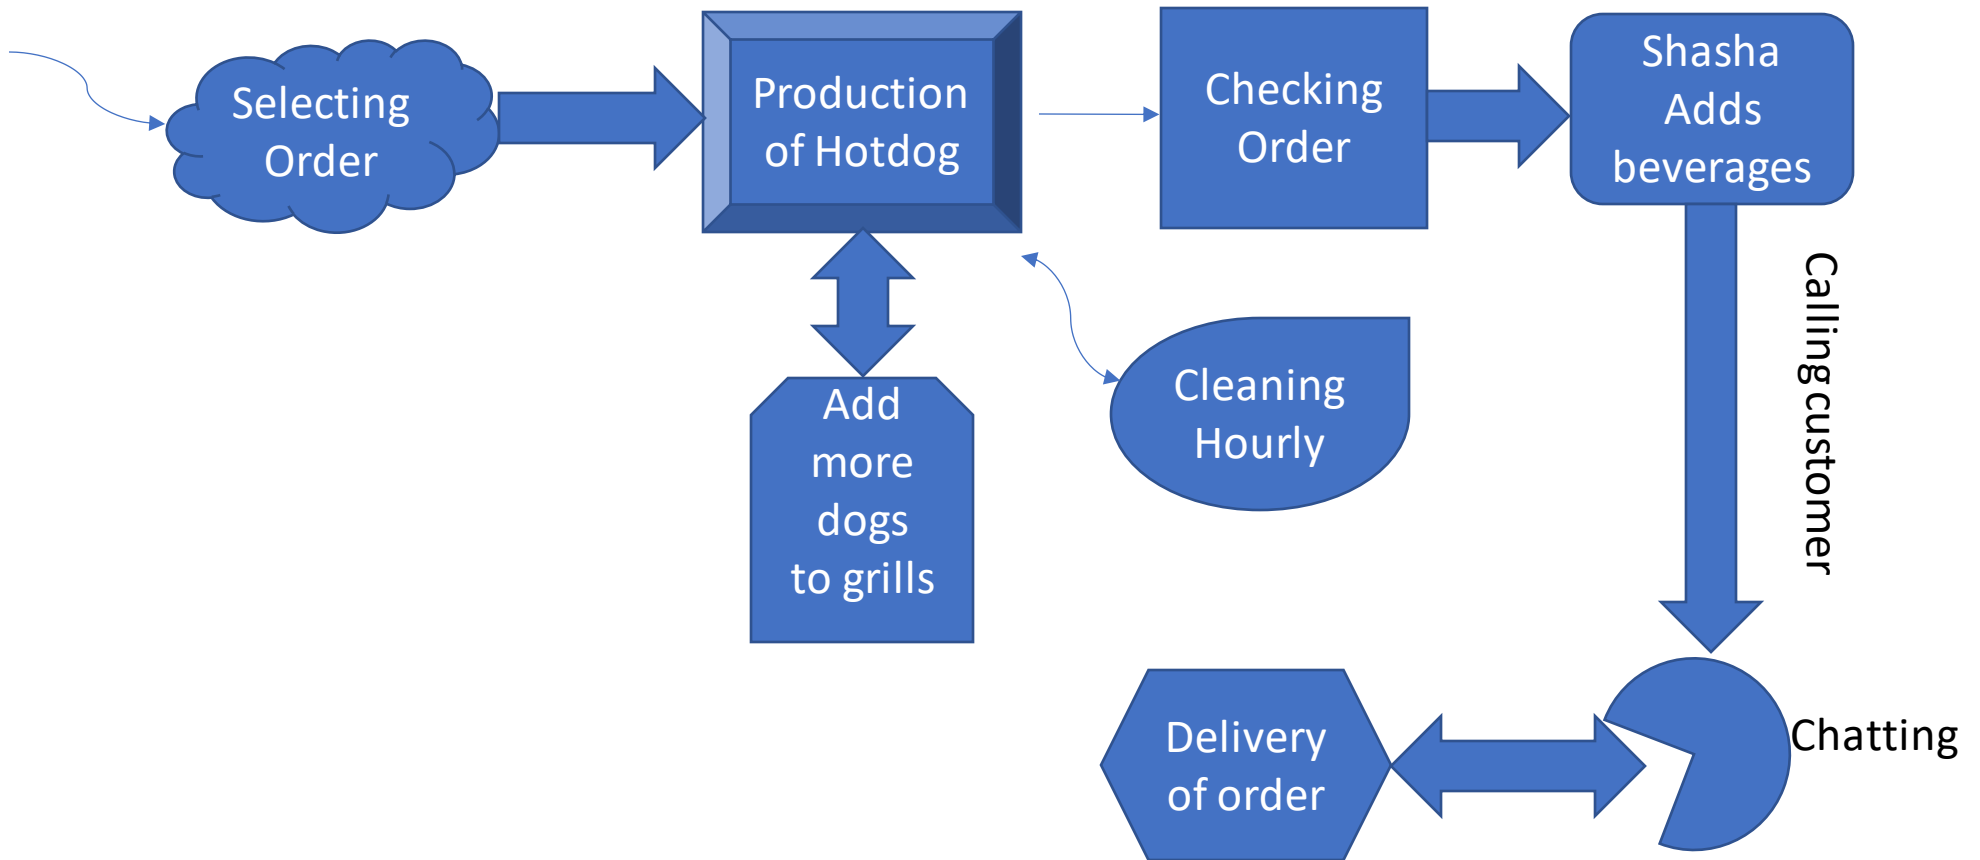 Selecting
Order
Production
of Hotdog
Checking
Order
Shasha
Adds
beverages
Calling customer
Cleaning
Hourly
Add
more
dogs
to grills
Delivery
of order
Chatting